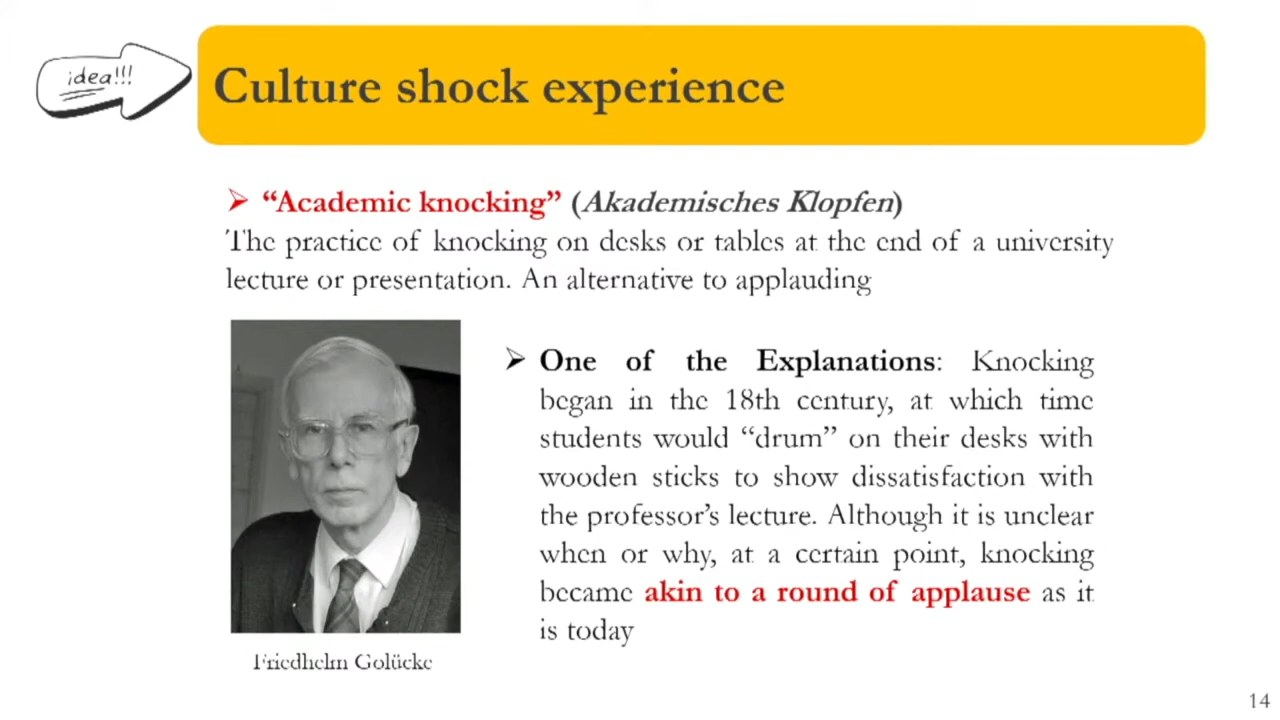 idea!!!
Culture shock experience
➢ “Academic knocking” (Akademisches Klopfen)
The practice of knocking on desks or tables at the end of a university
lecture or presentation. An alternative to applauding
➢ One of the Explanations: Knocking
began in the 18th century, at which time
students would “drum” on their desks with
wooden sticks to show dissatisfaction with
the professor’s lecture. Although it is unclear
when or why, at a certain point, knocking
became akin to a round of applause as it
is today
Friedhelm Golücke
14